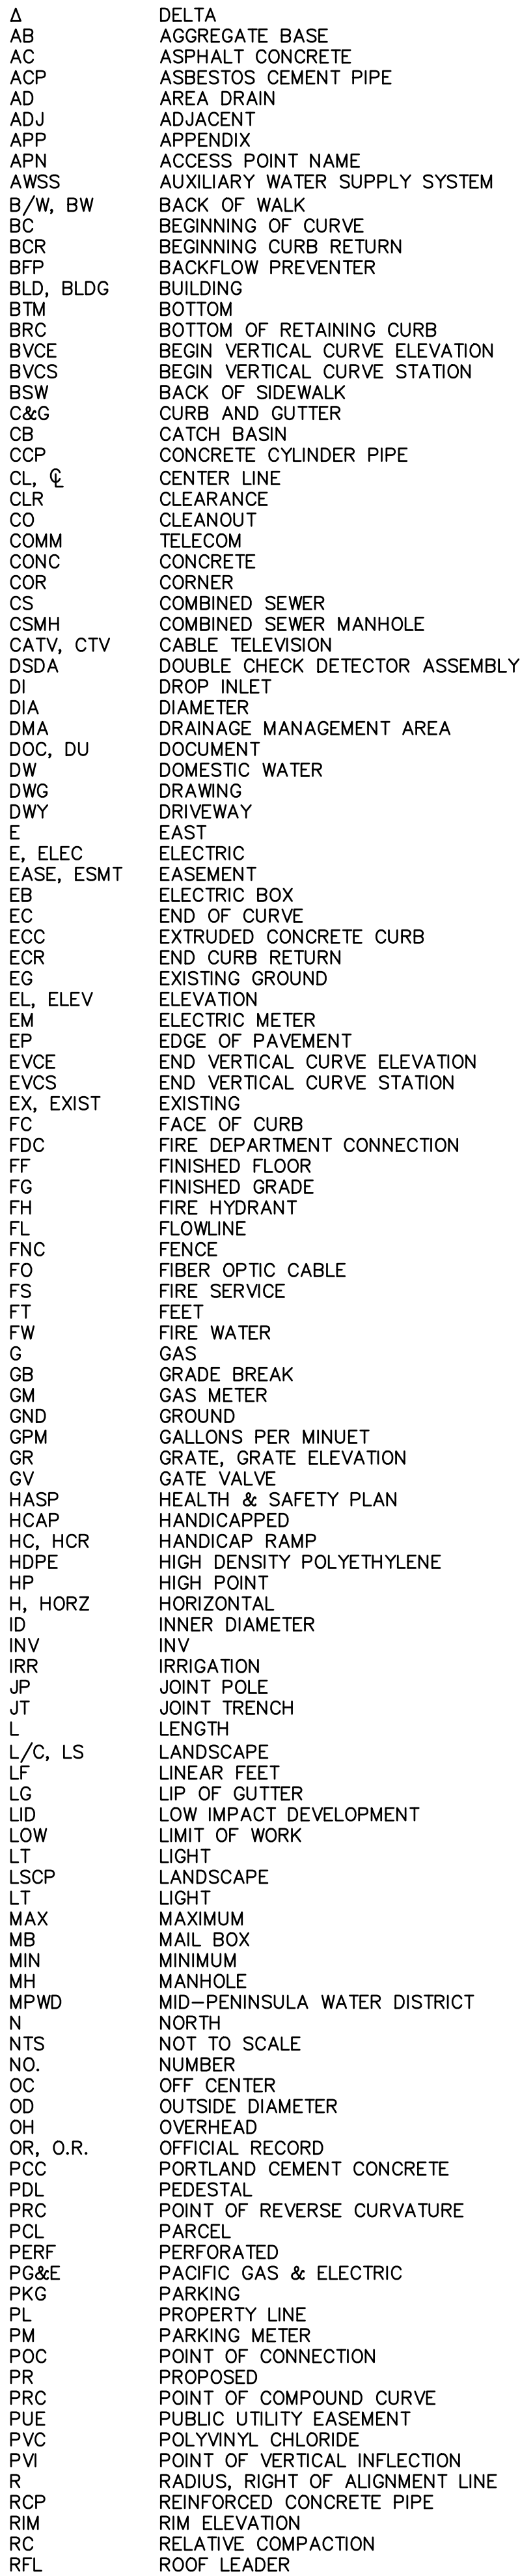 Δ DELTA
AB AGGREGATE BASE
AC ASPHALT CONCRETE
ACP ASBESTOS CEMENT PIPE
AD AREA DRAIN
ADJ ADJACENT
APP APPENDIX
APN ACCESS POINT NAME
AWSS AUXILIARY WATER SUPPLY SYSTEM
B/W, BW BACK OF WALK
BC BEGINNING OF CURVE
BCR BEGINNING CURB RETURN
BFP BACKFLOW PREVENTER
BLD, BLDG BUILDING
BTM BOTTOM
BRC BOTTOM OF RETAINING CURB
BVCE BEGIN VERTICAL CURVE ELEVATION
BVCS BEGIN VERTICAL CURVE STATION
BSW BACK OF SIDEWALK
C&G CURB AND GUTTER
CB CATCH BASIN
CCP CONCRETE CYLINDER PIPE
CL, ℄ CENTER LINE
CLR CLEARANCE
CO CLEANOUT
COMM TELECOM
CONC CONCRETE
COR CORNER
CS COMBINED SEWER
CSMH COMBINED SEWER MANHOLE
CATV, CTV CABLE TELEVISION
DSDA DOUBLE CHECK DETECTOR ASSEMBLY
DI DROP INLET
DIA DIAMETER
DMA DRAINAGE MANAGEMENT AREA
DOC, DU DOCUMENT
DW DOMESTIC WATER
DWG DRAWING
DWY DRIVEWAY
E EAST
E, ELEC ELECTRIC
EASE, ESMT EASEMENT
EB ELECTRIC BOX
EC END OF CURVE
ECC EXTRUDED CONCRETE CURB
ECR END CURB RETURN
EG EXISTING GROUND
EL, ELEV ELEVATION
EM ELECTRIC METER
EP EDGE OF PAVEMENT
EVCE END VERTICAL CURVE ELEVATION
EVCS END VERTICAL CURVE STATION
EX, EXIST EXISTING
FC FACE OF CURB
FDC FIRE DEPARTMENT CONNECTION
FF FINISHED FLOOR
FG FINISHED GRADE
FH FIRE HYDRANT
FL FLOWLINE
FNC FENCE
FO FIBER OPTIC CABLE
FS FIRE SERVICE
FT FEET
FW FIRE WATER
G GAS
GB GRADE BREAK
GM GAS METER
GND GROUND
GPM GALLONS PER MINUET
GR GRATE, GRATE ELEVATION
GV GATE VALVE
HASP HEALTH & SAFETY PLAN
HCAP HANDICAPPED
HC, HCR HANDICAP RAMP
HDPE HIGH DENSITY POLYETHYLENE
HP HIGH POINT
H, HORZ HORIZONTAL
ID INNER DIAMETER
INV INV
IRR IRRIGATION
JP JOINT POLE
JT JOINT TRENCH
L LENGTH
L/C, LS LANDSCAPE
LF LINEAR FEET
LG LIP OF GUTTER
LID LOW IMPACT DEVELOPMENT
LOW LIMIT OF WORK
LT LIGHT
LSCP LANDSCAPE
LT LIGHT
MAX MAXIMUM
MB MAIL BOX
MIN MINIMUM
MH MANHOLE
MPWD MID–PENINSULA WATER DISTRICT
N NORTH
NTS NOT TO SCALE
NO. NUMBER
OC OFF CENTER
OD OUTSIDE DIAMETER
OH OVERHEAD
OR, O.R. OFFICIAL RECORD
PCC PORTLAND CEMENT CONCRETE
PDL PEDESTAL
PRC POINT OF REVERSE CURVATURE
PCL PARCEL
PERF PERFORATED
PG&E PACIFIC GAS & ELECTRIC
PKG PARKING
PL PROPERTY LINE
PM PARKING METER
POC POINT OF CONNECTION
PR PROPOSED
PRC POINT OF COMPOUND CURVE
PUE PUBLIC UTILITY EASEMENT
PVC POLYVINYL CHLORIDE
PVI POINT OF VERTICAL INFLECTION
R RADIUS, RIGHT OF ALIGNMENT LINE
RCP REINFORCED CONCRETE PIPE
RIM RIM ELEVATION
RC RELATIVE COMPACTION
RFL ROOF LEADER